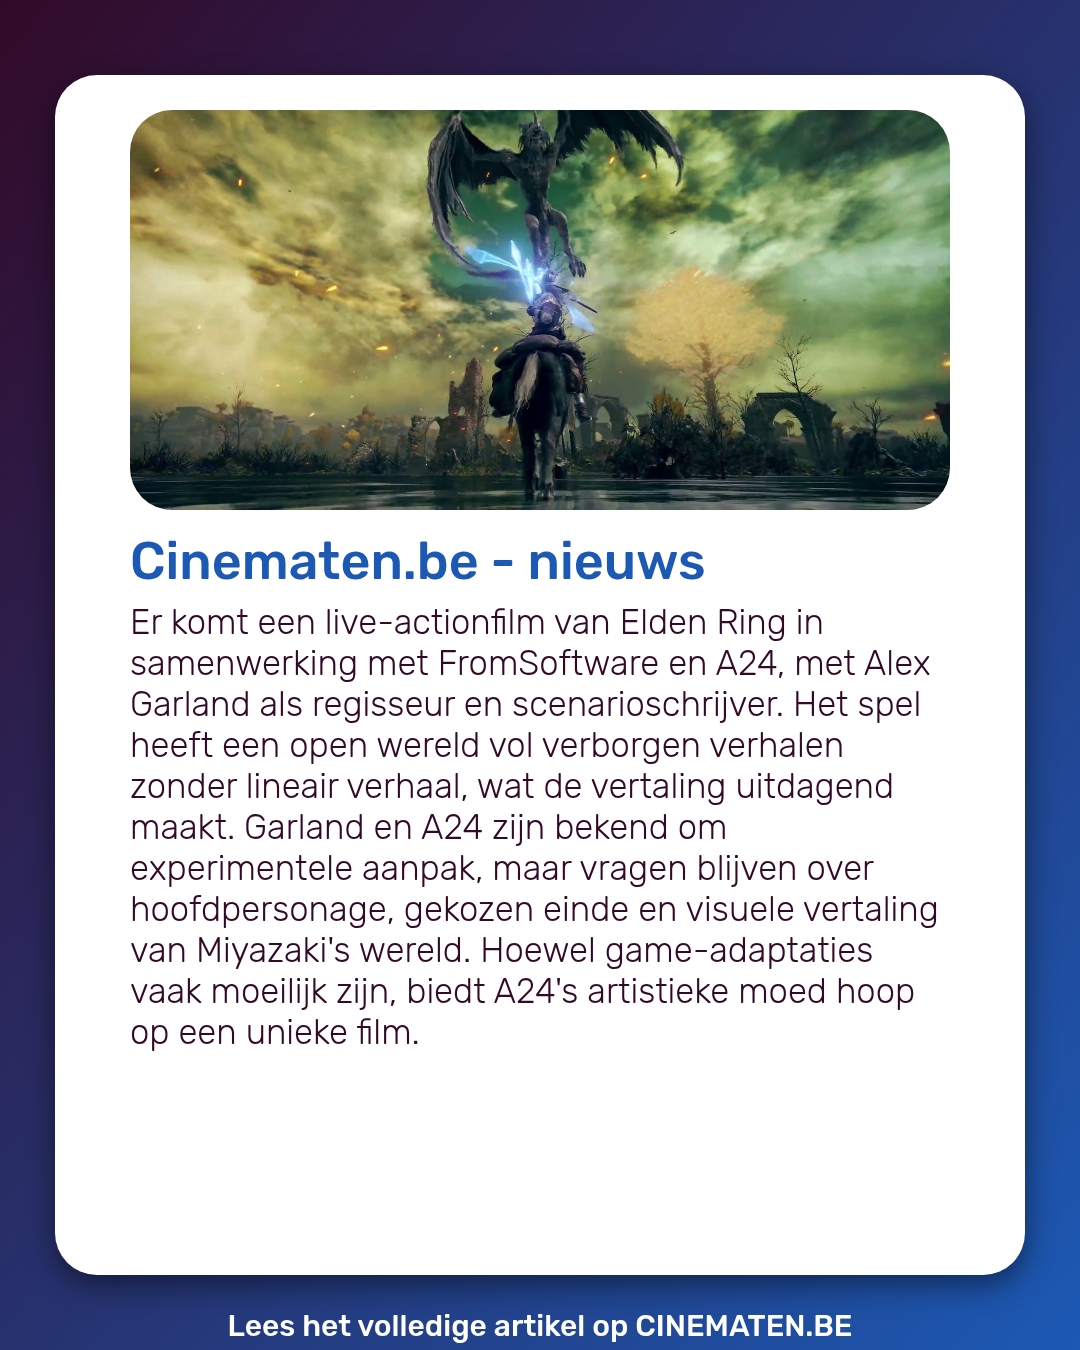 Cinematen.be - nieuws
Er komt een live-actionfilm van Elden Ring in
samenwerking met FromSoftware en A24, met Alex
Garland als regisseur en scenarioschrijver. Het spel
heeft een open wereld vol verborgen verhalen
zonder lineair verhaal, wat de vertaling uitdagend
maakt. Garland en A24 zijn bekend om
experimentele aanpak, maar vragen blijven over
hoofdpersonage, gekozen einde en visuele vertaling
van Miyazaki's wereld. Hoewel game-adaptaties
vaak moeilijk zijn, biedt A24's artistieke moed hoop
op een unieke film.
Lees het volledige artikel op CINEMATEN.BE